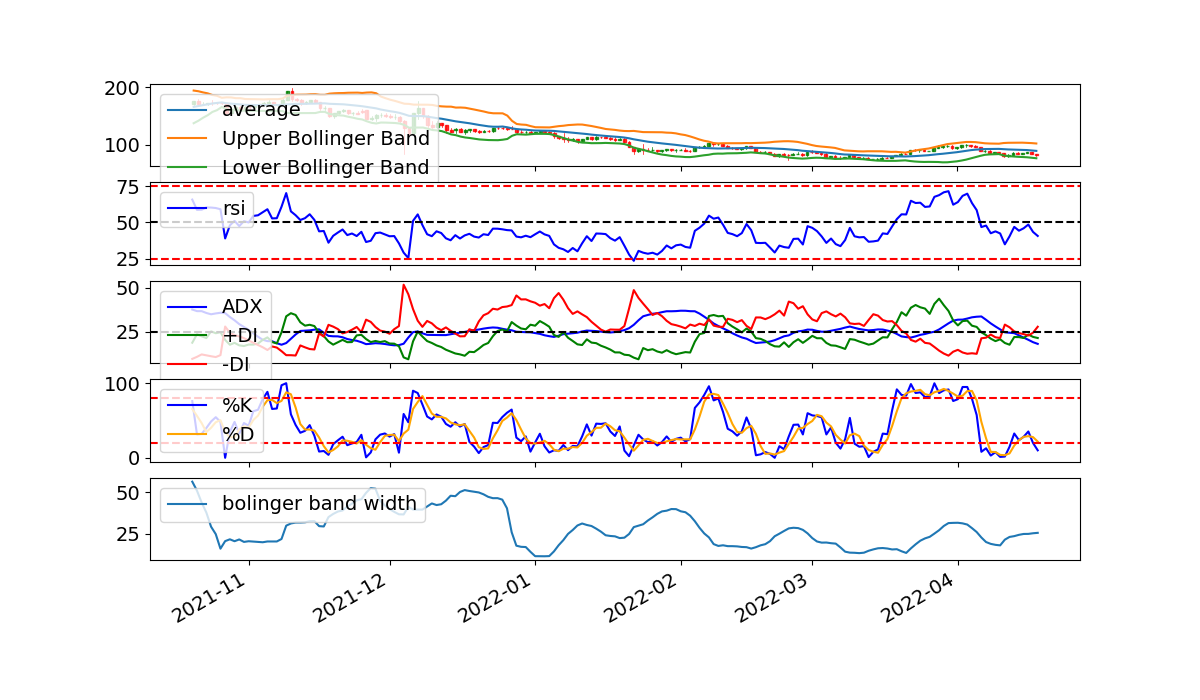 200
100
average
Upper Bollinger Band
Lower Bollinger Band
75
50
25
rsi
50
25
ADX
+DI
-DI
100
0
%K
%D
50
25
bolinger band width
2021-11
2021-12
2022-01
2022-02
2022-03
2022-04